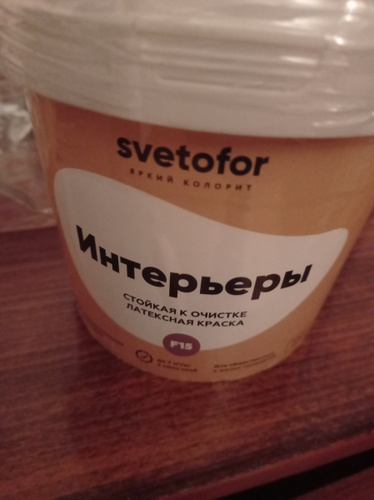 svetofor
ЯРКИЙ КОЛОРИТ
Интерьеры
СТОЙКАЯ К ОЧИСТКЕ
ЛАТЕКСНАЯ КРАСКА
F15